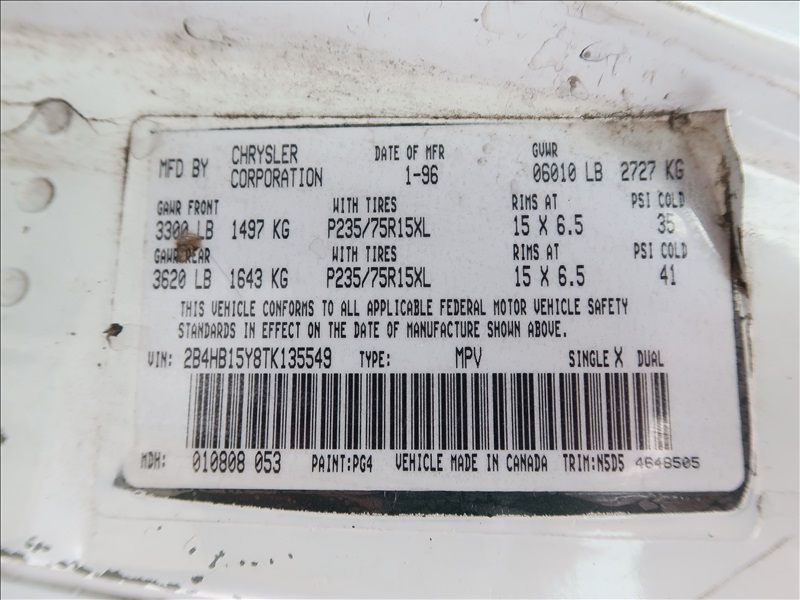 MFD BY CHRYSLER CORPORATION DATE OF MFR 1-96 GVWR 06010 LB 2727 KG
GAWR FRONT WITH TIRES RIMS AT PSI COLD
3300 LB 1497 KG P235/75R15XL 15 X 6.5 35
GAWR REAR WITH TIRES RIMS AT PSI COLD
3620 LB 1643 KG P235/75R15XL 15 X 6.5 41
THIS VEHICLE CONFORMS TO ALL APPLICABLE FEDERAL MOTOR VEHICLE SAFETY
STANDARDS IN EFFECT ON THE DATE OF MANUFACTURE SHOWN ABOVE.
VIN: 2B4HB15Y8TK135549 TYPE: MPV SINGLE X DUAL
MDH: 010808 053 PAINT:PG4 VEHICLE MADE IN CANADA TRIM:N5D5 4648505